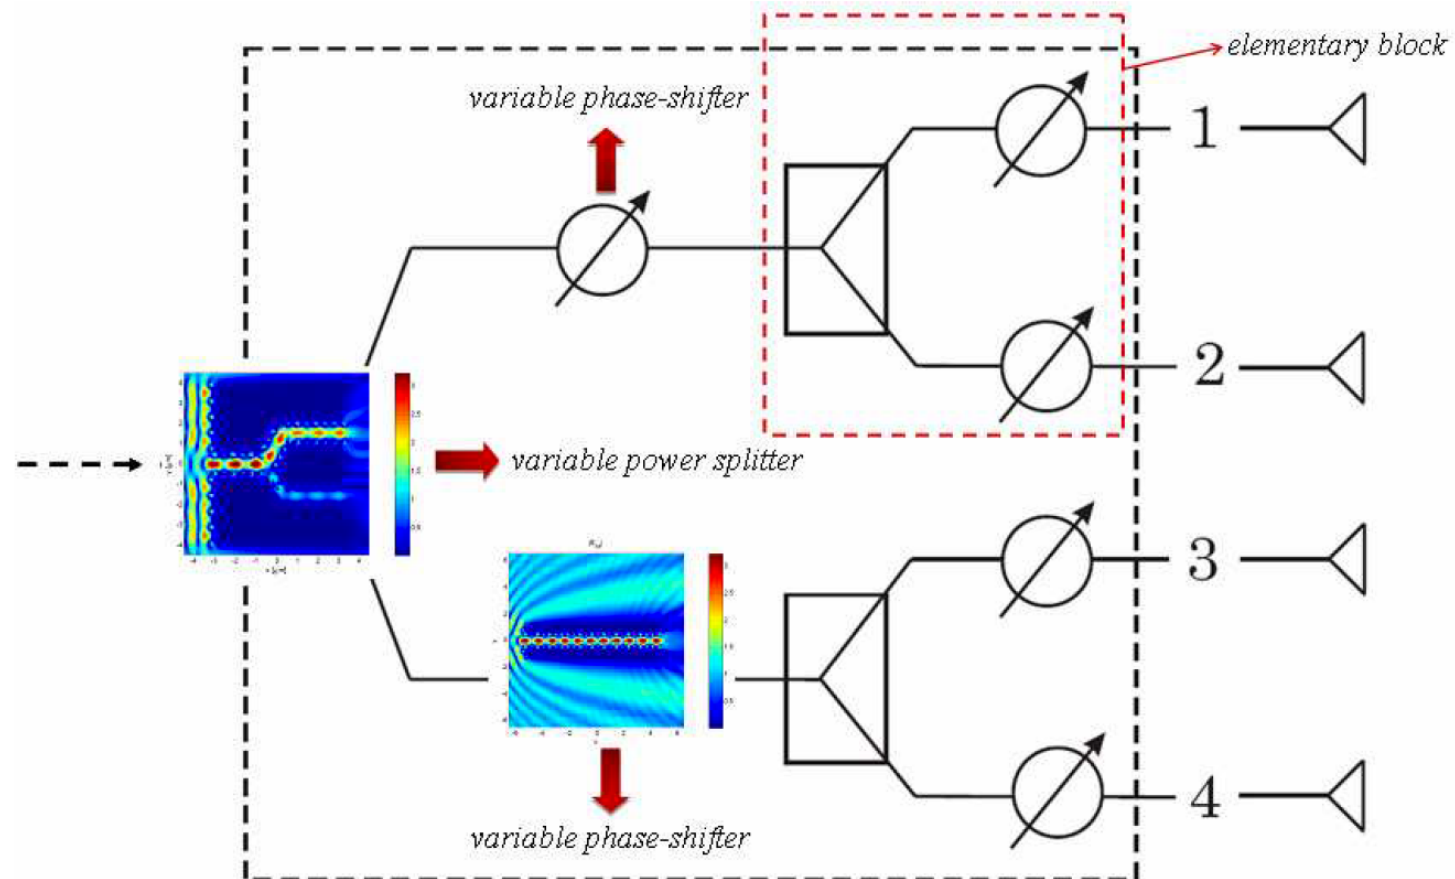 elementary block
variable phase-shifter
1
2
variable power splitter
3
variable phase-shifter
4